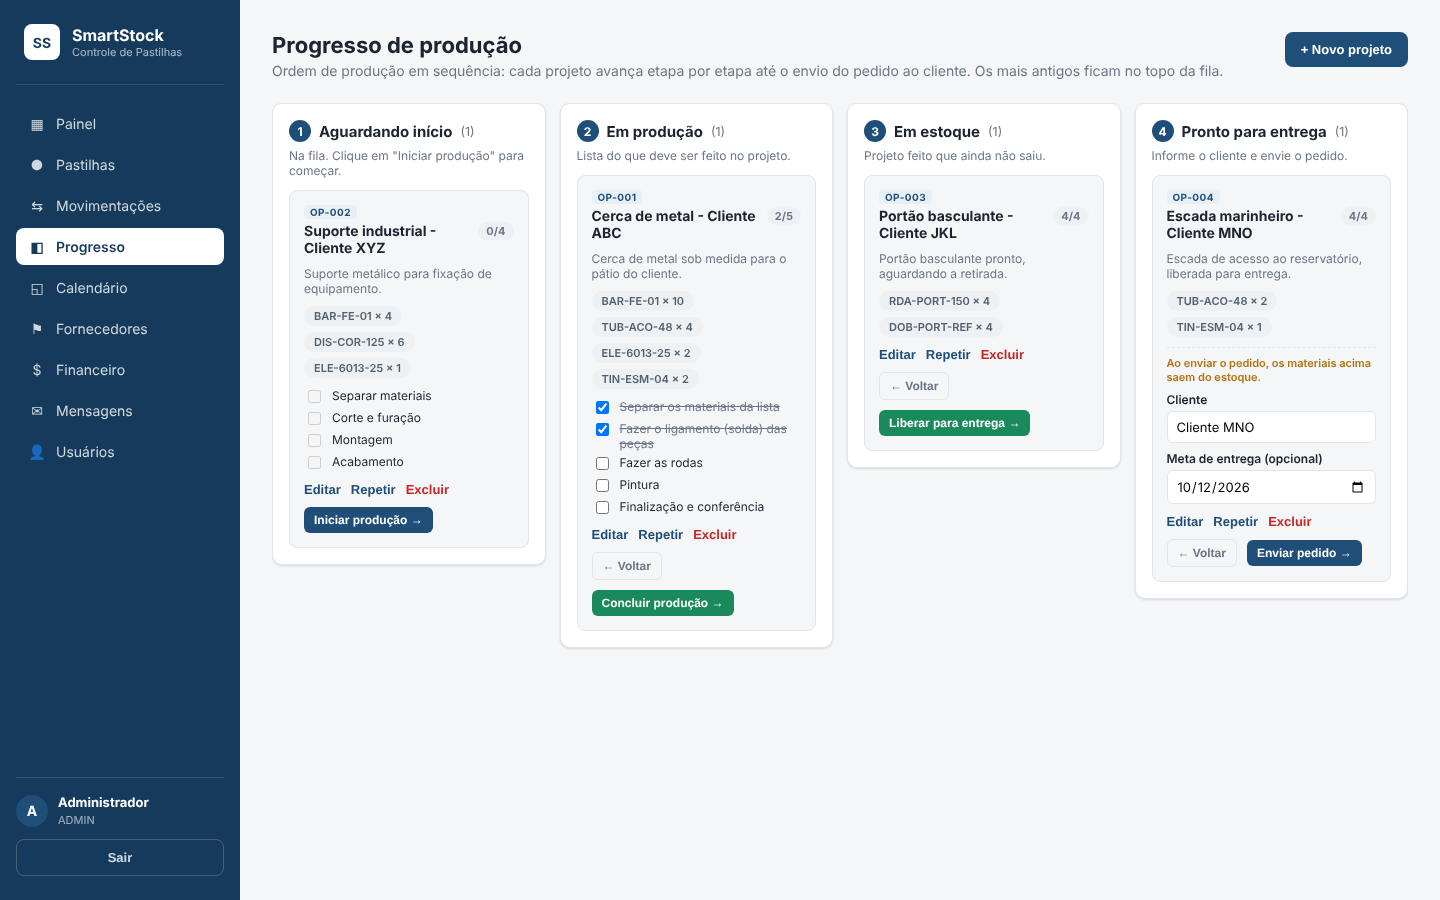 SS
SmartStock
Controle de Pastilhas
Painel
Pastilhas
Movimentações
Progresso
Calendário
Fornecedores
$ Financeiro
Mensagens
Usuários
A
Administrador
ADMIN
Sair
Progresso de produção
Ordem de produção em sequência: cada projeto avança etapa por etapa até o envio do pedido ao cliente. Os mais antigos ficam no topo da fila.
+ Novo projeto
1 Aguardando início (1)
Na fila. Clique em "Iniciar produção" para
começar.
OP-002
Suporte industrial -
Cliente XYZ
0/4
Suporte metálico para fixação de
equipamento.
BAR-FE-01 × 4
DIS-COR-125 × 6
ELE-6013-25 × 1
Separar materiais
Corte e furação
Montagem
Acabamento
Editar Repetir Excluir
Iniciar produção →
2 Em produção (1)
Lista do que deve ser feito no projeto.
OP-001
Cerca de metal - Cliente
ABC
2/5
Cerca de metal sob medida para o
pátio do cliente.
BAR-FE-01 × 10
TUB-ACO-48 × 4
ELE-6013-25 × 2
TIN-ESM-04 × 2
Separar os materiais da lista
Fazer o ligamento (solda) das
peças
Fazer as rodas
Pintura
Finalização e conferência
Editar Repetir Excluir
← Voltar
Concluir produção →
3 Em estoque (1)
Projeto feito que ainda não saiu.
OP-003
Portão basculante -
Cliente JKL
4/4
Portão basculante pronto,
aguardando a retirada.
RDA-PORT-150 × 4
DOB-PORT-REF × 4
Editar Repetir Excluir
← Voltar
Liberar para entrega →
4 Pronto para entrega (1)
Informe o cliente e envie o pedido.
OP-004
Escada marinheiro -
Cliente MNO
4/4
Escada de acesso ao reservatório,
liberada para entrega.
TUB-ACO-48 × 2
TIN-ESM-04 × 1
Ao enviar o pedido, os materiais acima
saem do estoque.
Cliente
Cliente MNO
Meta de entrega (opcional)
10/12/2026
Editar Repetir Excluir
← Voltar
Enviar pedido →